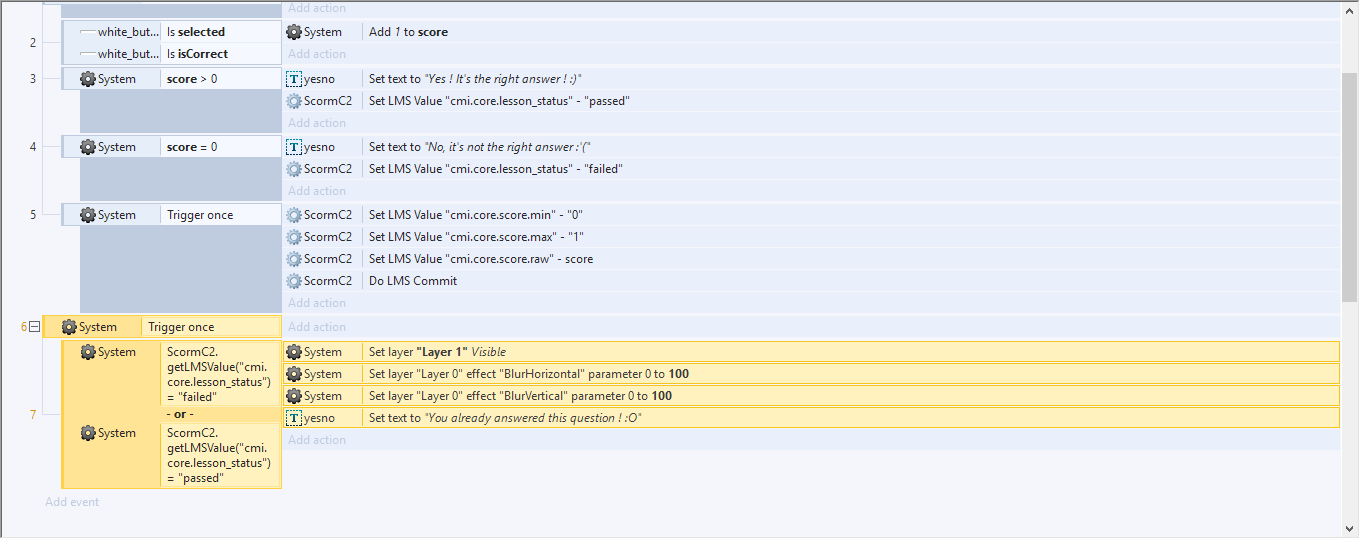 Add action
2 white_but... Is selected System Add 1 to score
white_but... Is isCorrect Add action
3 System score > 0 T yesno Set text to "Yes ! It's the right answer ! :)"
ScormC2 Set LMS Value "cmi.core.lesson_status" - "passed"
Add action
4 System score = 0 T yesno Set text to "No, it's not the right answer :'("
ScormC2 Set LMS Value "cmi.core.lesson_status" - "failed"
Add action
5 System Trigger once ScormC2 Set LMS Value "cmi.core.score.min" - "0"
ScormC2 Set LMS Value "cmi.core.score.max" - "1"
ScormC2 Set LMS Value "cmi.core.score.raw" - score
ScormC2 Do LMS Commit
Add action
6 System Trigger once Add action
7 System ScormC2.
getLMSValue("cmi.
core.lesson_status")
= "failed"
- or -
System ScormC2.
getLMSValue("cmi.
core.lesson_status")
= "passed"
System Set layer "Layer 1" Visible
System Set layer "Layer 0" effect "BlurHorizontal" parameter 0 to 100
System Set layer "Layer 0" effect "BlurVertical" parameter 0 to 100
T yesno Set text to "You already answered this question ! :O"
Add action
Add event